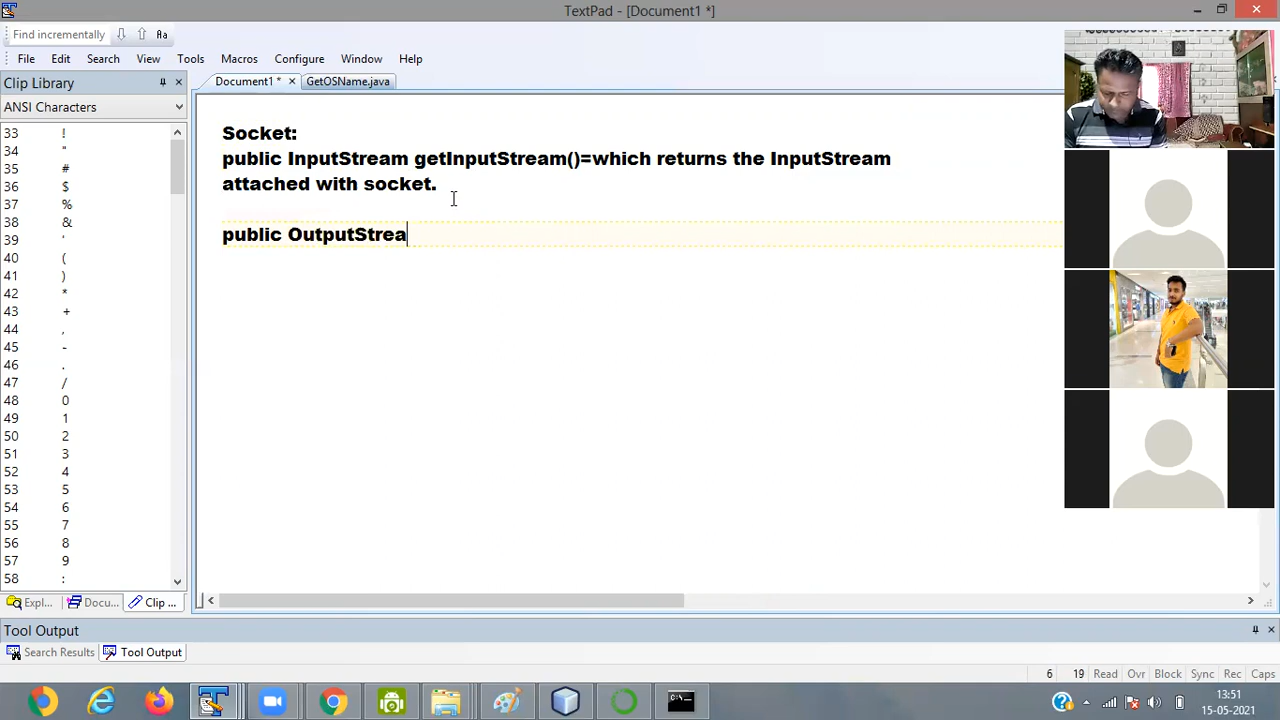 TextPad - [Document1 *]
Find incrementally
File Edit Search View Tools Macros Configure Window Help
Clip Library
Document1 * GetOSName.java
ANSI Characters
33 !
34 "
35 #
36 $
37 %
38 &
39 '
40 (
41 )
42 *
43 +
44 ,
45 -
46 .
47 /
48 0
49 1
50 2
51 3
52 4
53 5
54 6
55 7
56 8
57 9
58 :
Socket:
public InputStream getInputStream()=which returns the InputStream
attached with socket.
public OutputStrea
Expl... Docu... Clip ...
Tool Output
Search Results Tool Output
6 19 Read Ovr Block Sync Rec Caps
13:51
15-05-2021